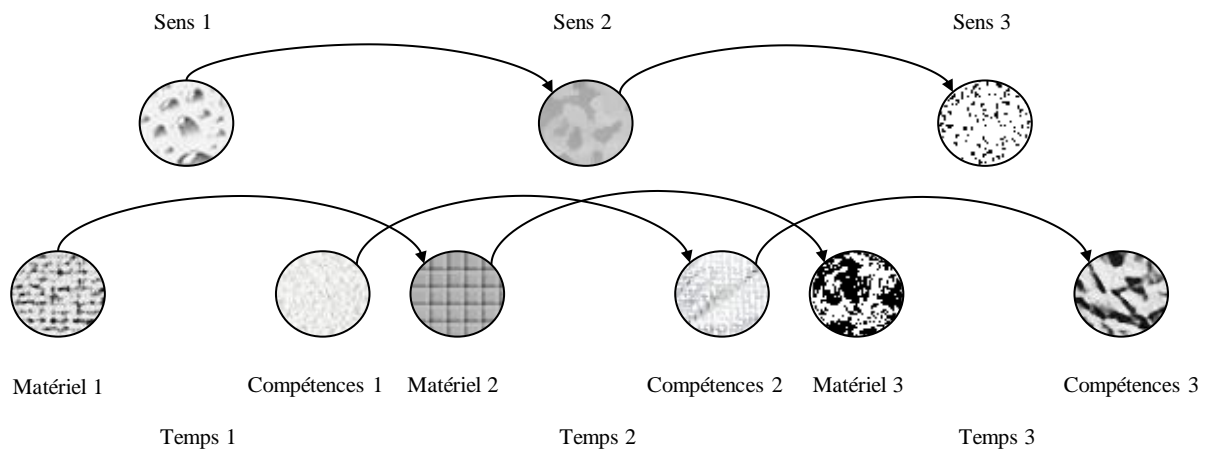 Sens 1 Sens 2 Sens 3
Matériel 1 Compétences 1 Matériel 2 Compétences 2 Matériel 3 Compétences 3
Temps 1 Temps 2 Temps 3